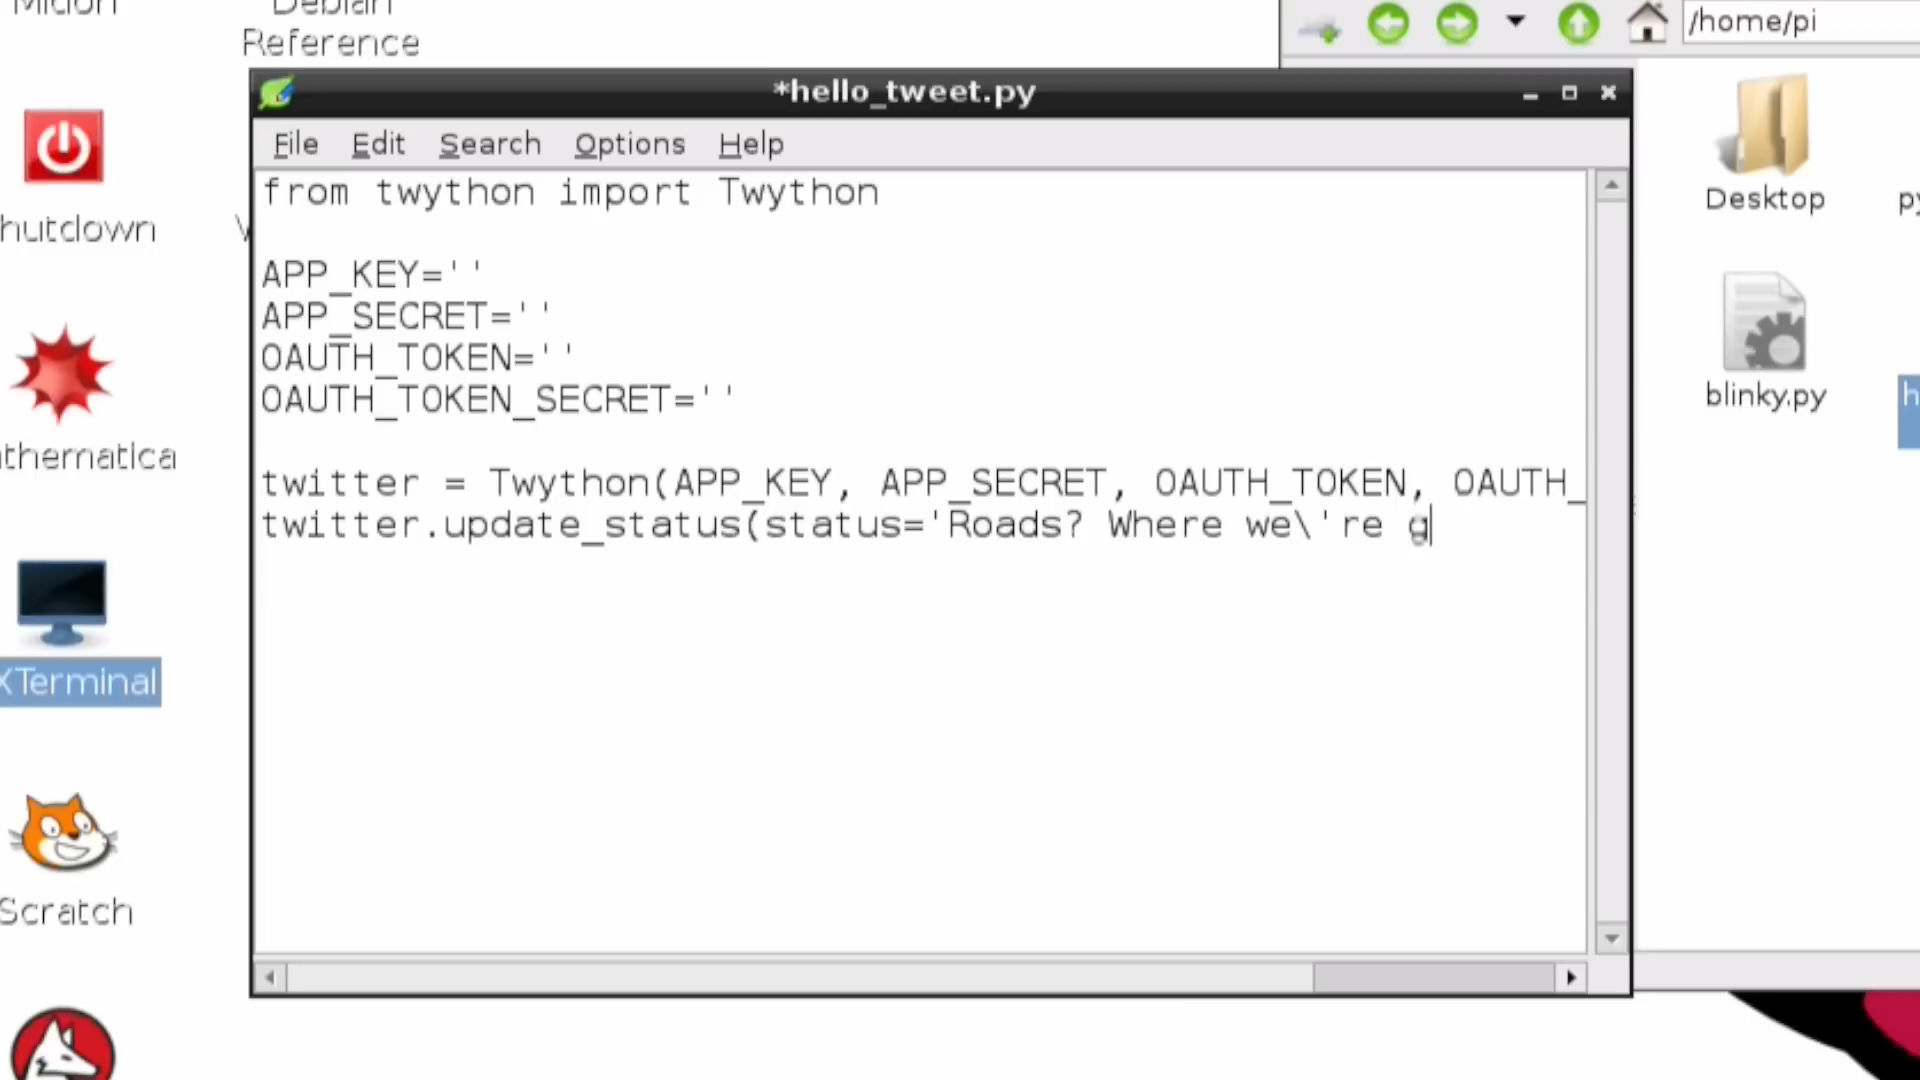 Reference
/home/pi
*hello_tweet.py
File Edit Search Options Help
from twython import Twython
APP_KEY=''
APP_SECRET=''
OAUTH_TOKEN=''
OAUTH_TOKEN_SECRET=''
twitter = Twython(APP_KEY, APP_SECRET, OAUTH_TOKEN, OAUTH_
twitter.update_status(status='Roads? Where we\'re g
hutdown
thematica
XTerminal
Scratch
Desktop
py
blinky.py
h
Midori
Debian